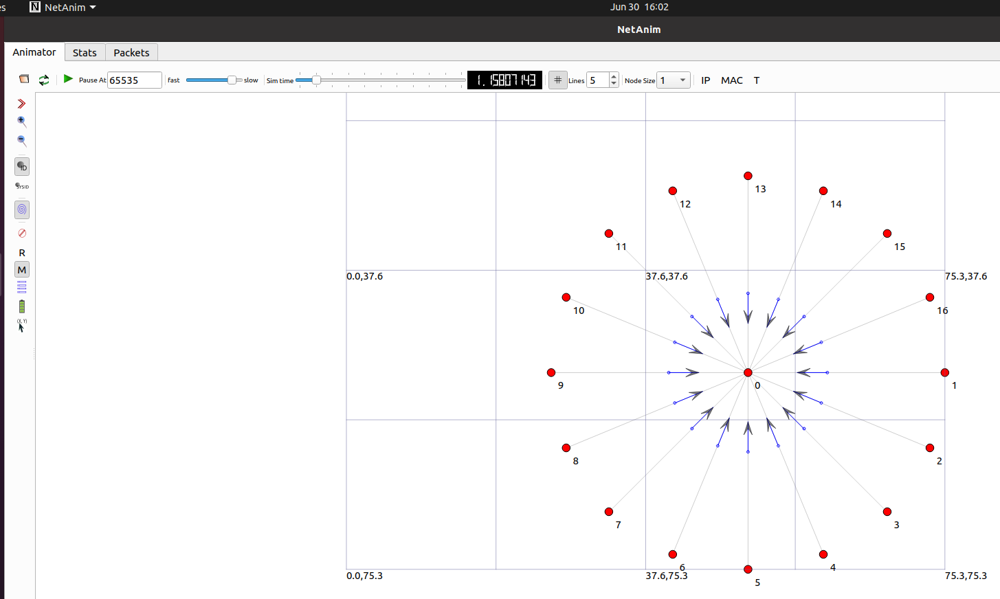 es NetAnim Jun 30 16:02
NetAnim
Animator Stats Packets
Pause At 65535 fast slow Sim time 1.15807143 # Lines 5 Node Size 1 IP MAC T
ID
SYSID
R
M
(X, Y)
13
12
14
11
15
0.0,37.6 37.6,37.6 75.3,37.6
10
16
9
0
1
8
2
7
3
6
4
0.0,75.3 37.6,75.3 75.3,75.3
5